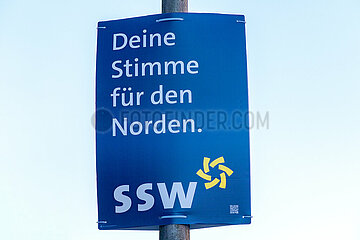 Deine
Stimme
für den
Norden.
SSW